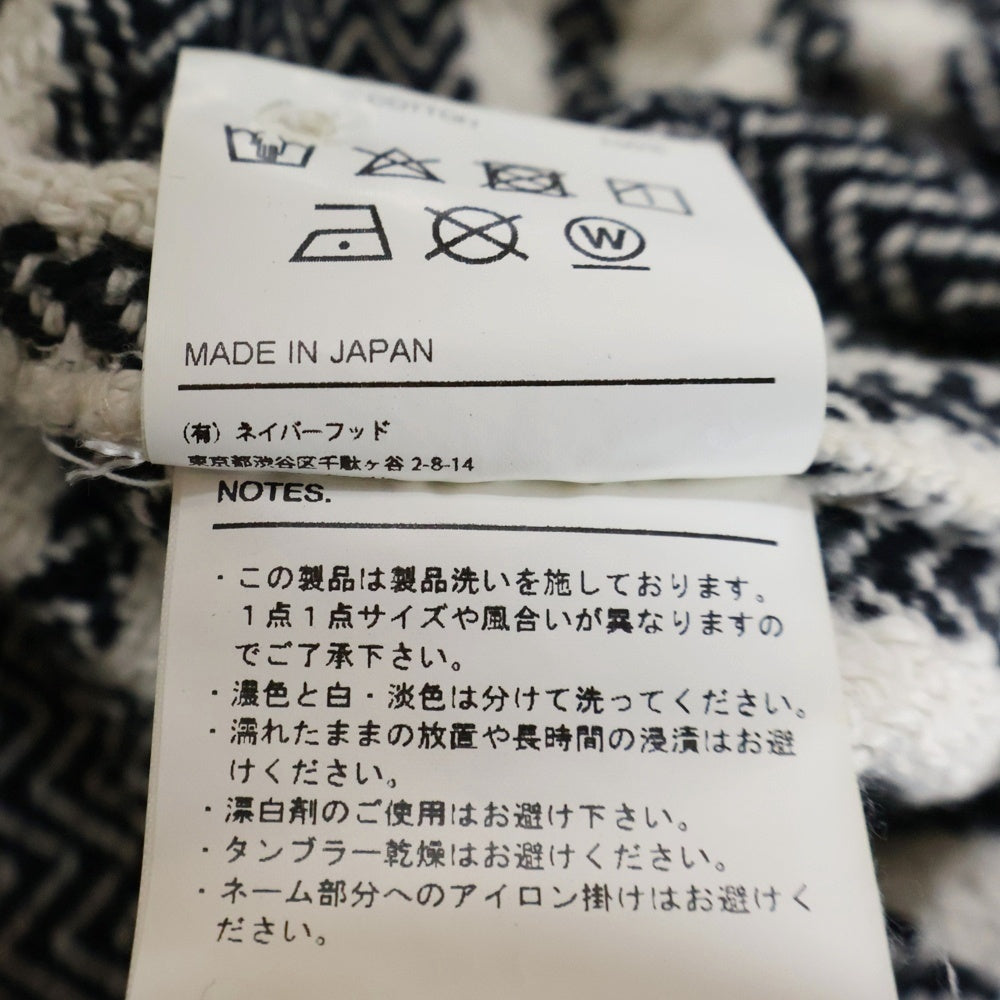 COTTON
W
MADE IN JAPAN
(有) ネイバーフッド
東京都渋谷区千駄ヶ谷 2-8-14
NOTES.
・この製品は製品洗いを施しております。
１点１点サイズや風合いが異なりますの
でご了承下さい。
・濃色と白・淡色は分けて洗ってください。
・濡れたままの放置や長時間の浸漬はお避
けください。
・漂白剤のご使用はお避け下さい。
・タンブラー乾燥はお避けください。
・ネーム部分へのアイロン掛けはお避けく
ださい。